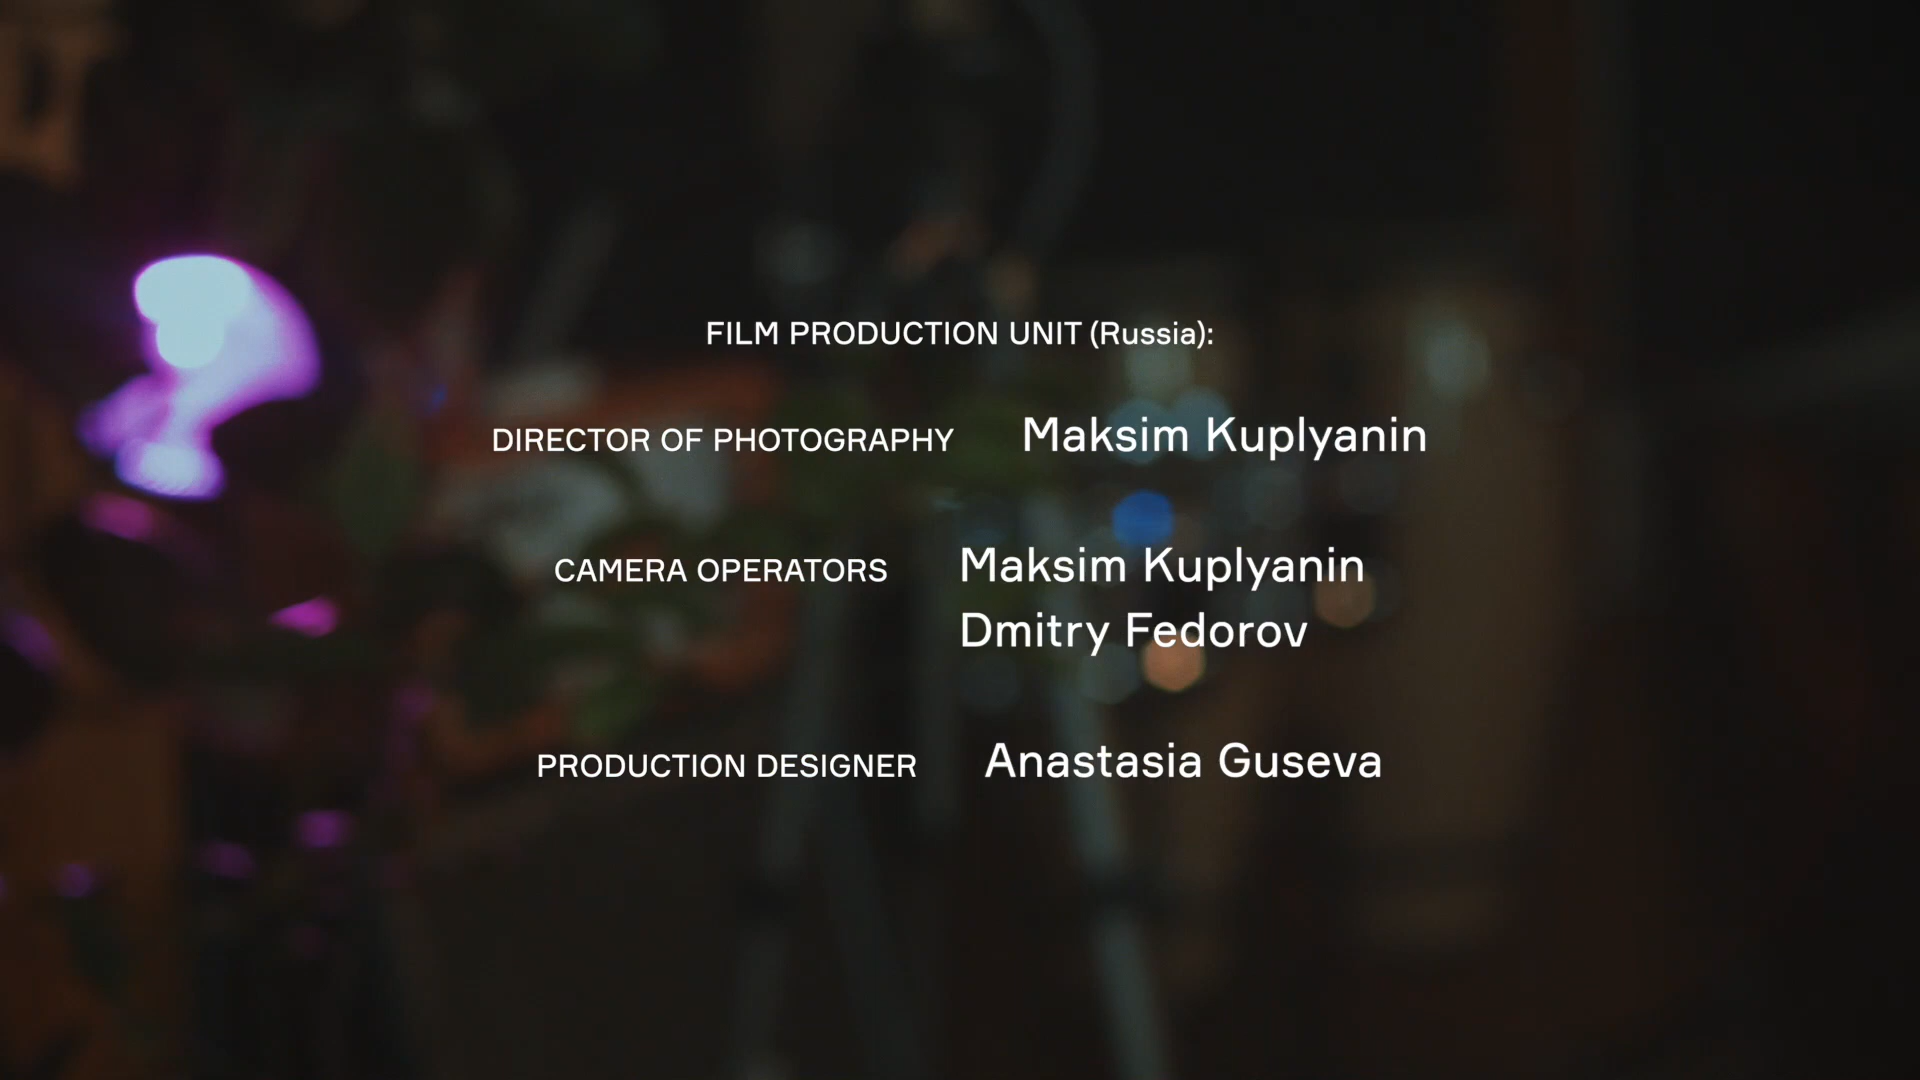 FILM PRODUCTION UNIT (Russia):
DIRECTOR OF PHOTOGRAPHY Maksim Kuplyanin
CAMERA OPERATORS Maksim Kuplyanin
Dmitry Fedorov
PRODUCTION DESIGNER Anastasia Guseva